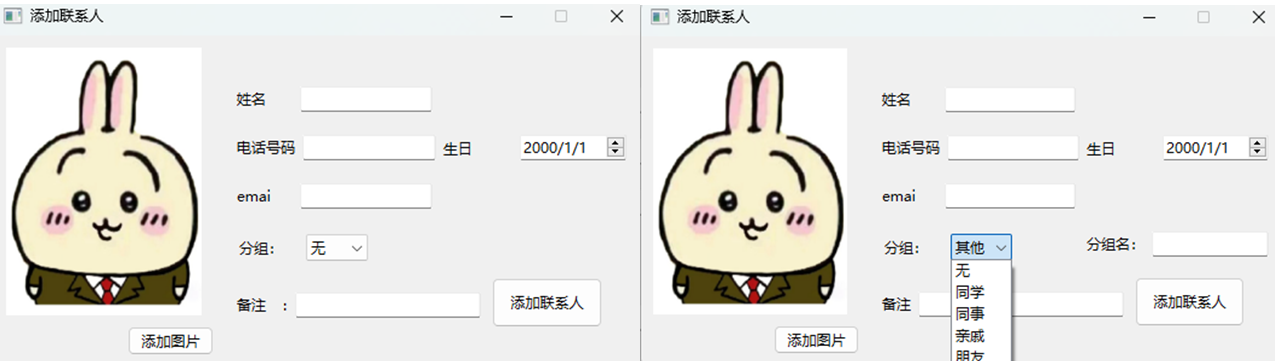 添加联系人
姓名
电话号码 生日 2000/1/1
emai
分组： 无
备注 ：
添加联系人
添加图片
添加联系人
姓名
电话号码 生日 2000/1/1
emai
分组： 其他 分组名：
无
同学
同事
亲戚
朋友
备注
添加联系人
添加图片